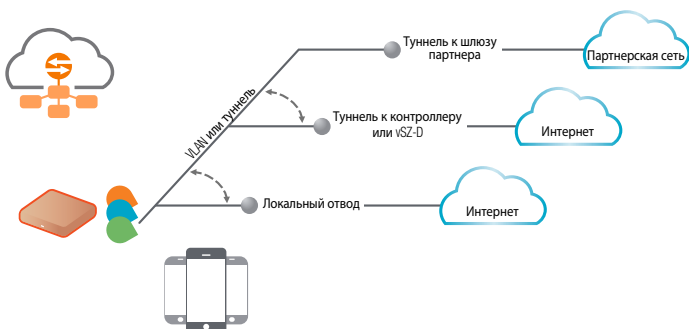 Туннель к шлюзу
партнера
Партнерская сеть
VLAN или туннель
Туннель к контроллеру
или vSZ-D
Интернет
Локальный отвод
Интернет